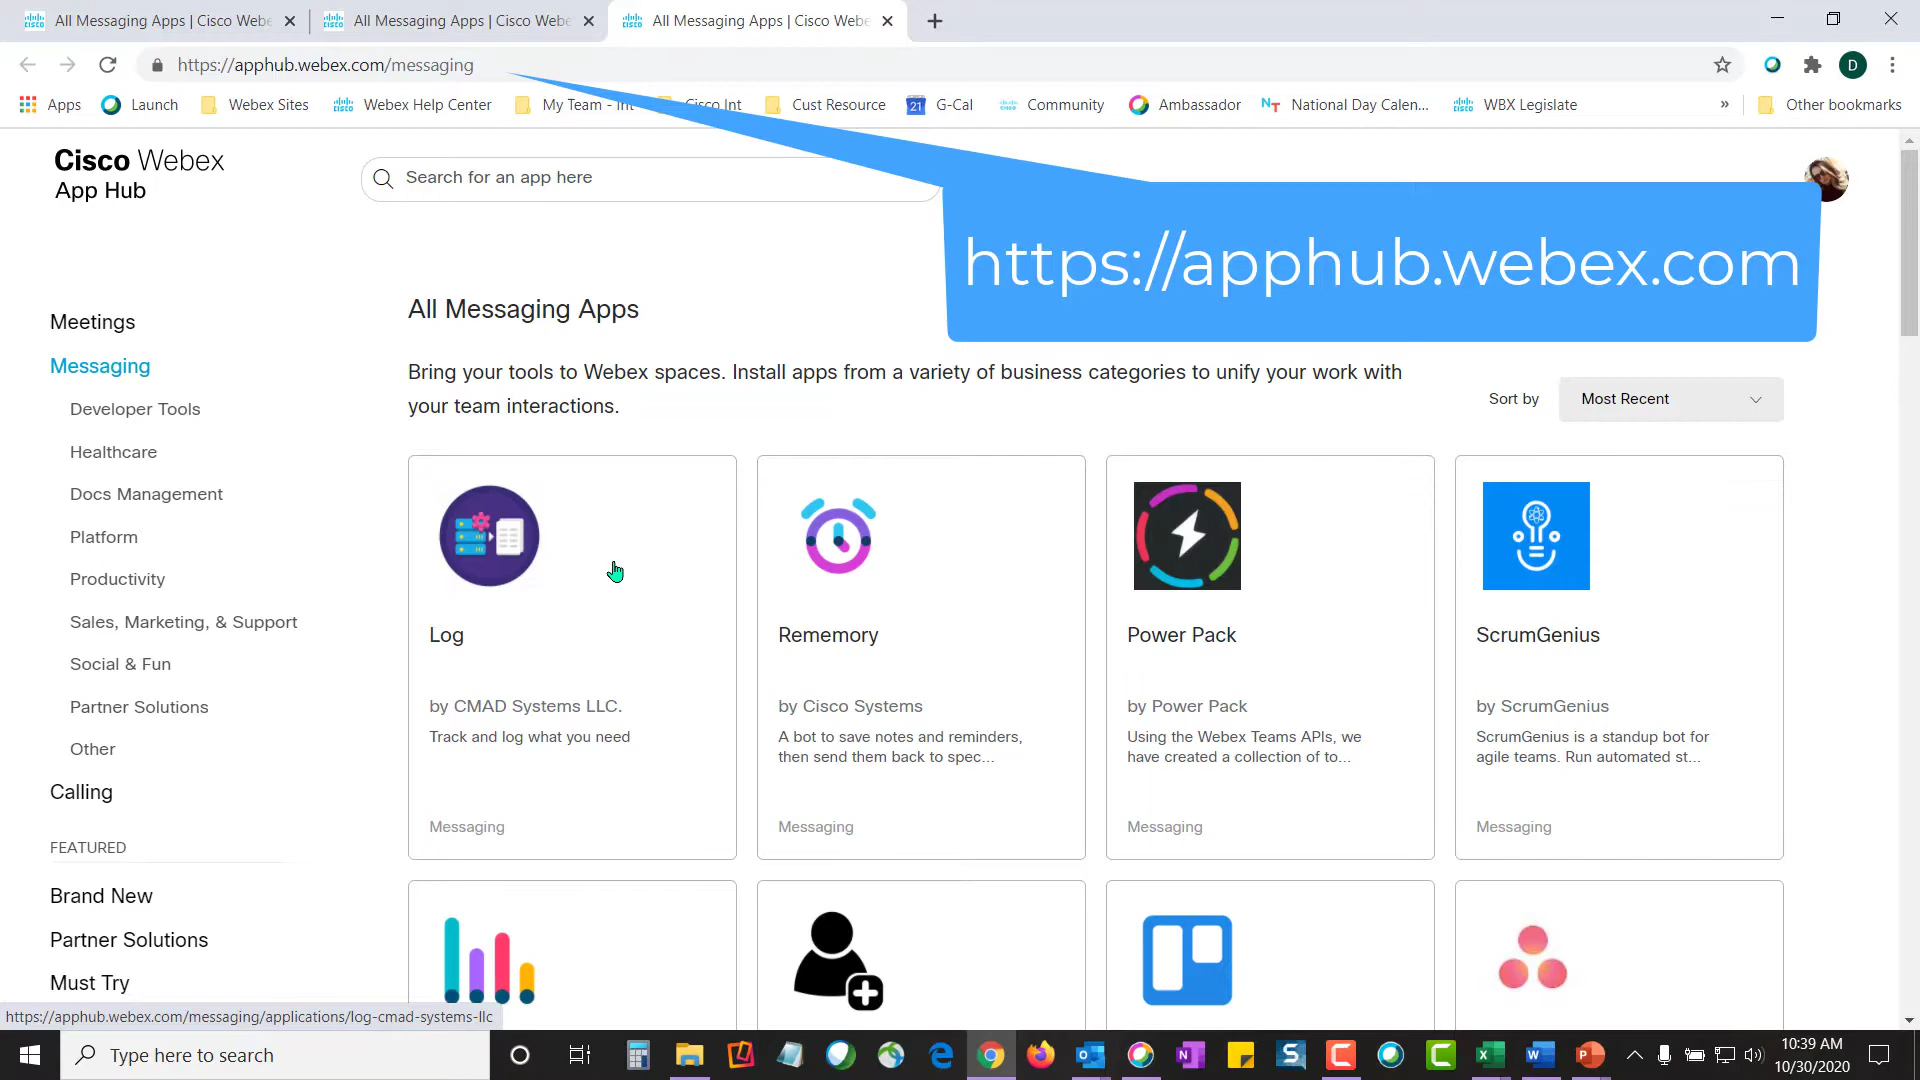 All Messaging Apps | Cisco Webe
All Messaging Apps | Cisco Webe
All Messaging Apps | Cisco Webe
https://apphub.webex.com/messaging
Apps
Launch
Webex Sites
Webex Help Center
My Team - Int
Cisco Int
Cust Resource
21
G-Cal
Community
Ambassador
NT
National Day Calen...
WBX Legislate
»
Other bookmarks
D
Cisco Webex
App Hub
Search for an app here
https://apphub.webex.com
Meetings
Messaging
Developer Tools
Healthcare
Docs Management
Platform
Productivity
Sales, Marketing, & Support
Social & Fun
Partner Solutions
Other
Calling
FEATURED
Brand New
Partner Solutions
Must Try
All Messaging Apps
Bring your tools to Webex spaces. Install apps from a variety of business categories to unify your work with
your team interactions.
Sort by
Most Recent
Log
by CMAD Systems LLC.
Track and log what you need
Messaging
Rememory
by Cisco Systems
A bot to save notes and reminders,
then send them back to spec...
Messaging
Power Pack
by Power Pack
Using the Webex Teams APIs, we
have created a collection of to...
Messaging
ScrumGenius
by ScrumGenius
ScrumGenius is a standup bot for
agile teams. Run automated st...
Messaging
https://apphub.webex.com/messaging/applications/log-cmad-systems-llc
Type here to search
10:39 AM
10/30/2020